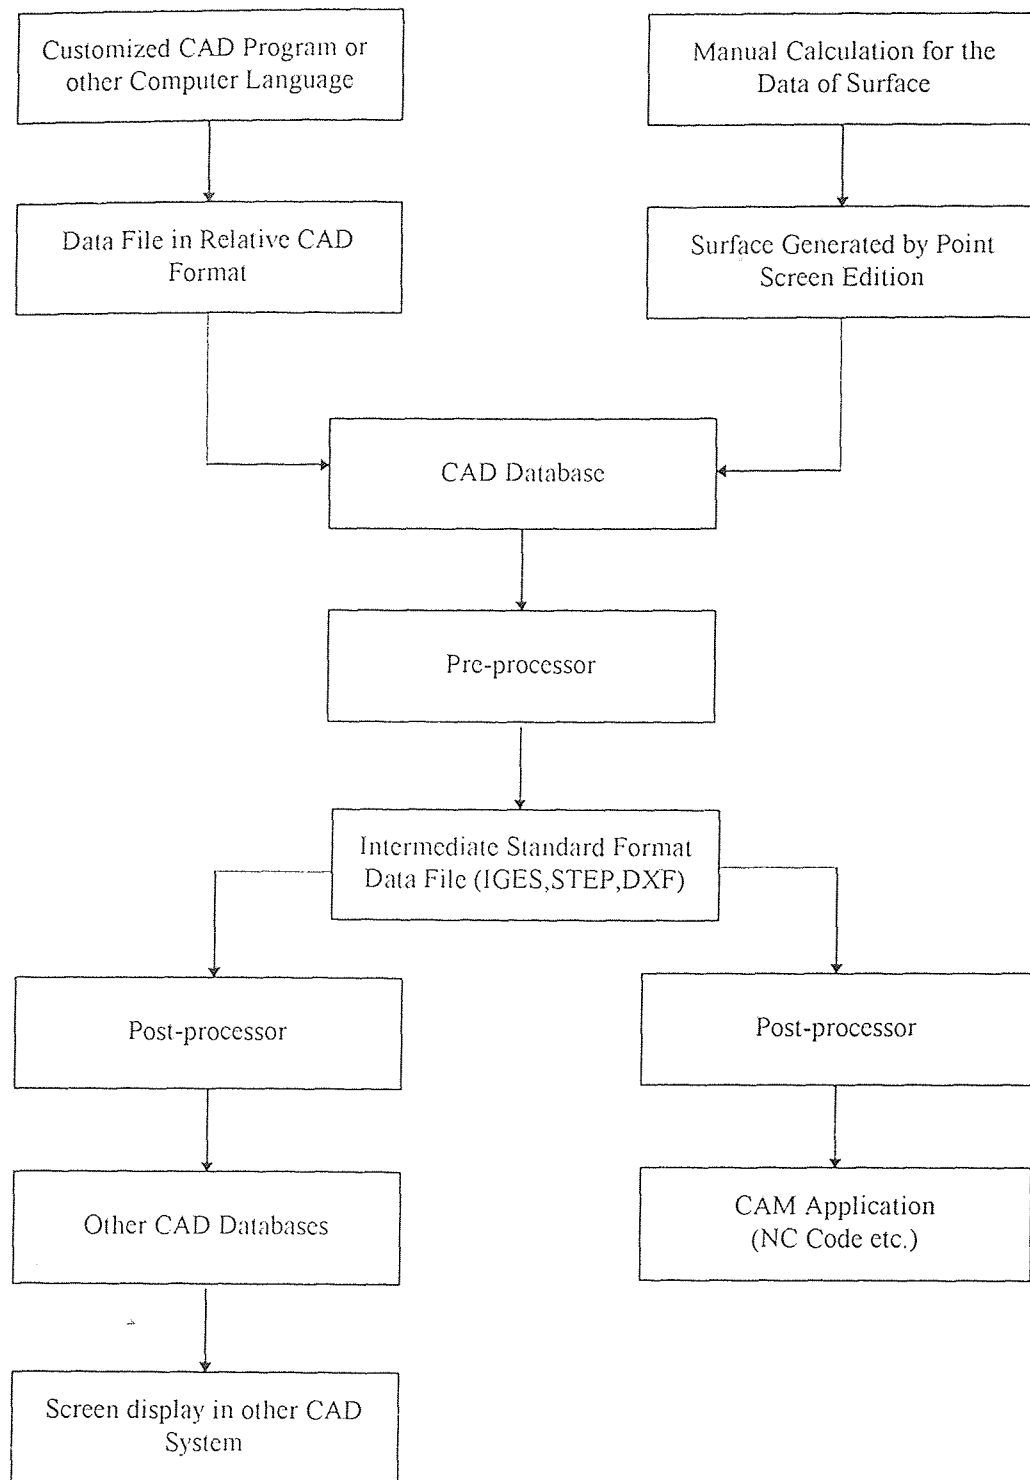 Customized CAD Program or
other Computer Language
Manual Calculation for the
Data of Surface
Data File in Relative CAD
Format
Surface Generated by Point
Screen Edition
CAD Database
Pre-processor
Intermediate Standard Format
Data File (IGES,STEP,DXF)
Post-processor
Post-processor
Other CAD Databases
CAM Application
(NC Code etc.)
Screen display in other CAD
System